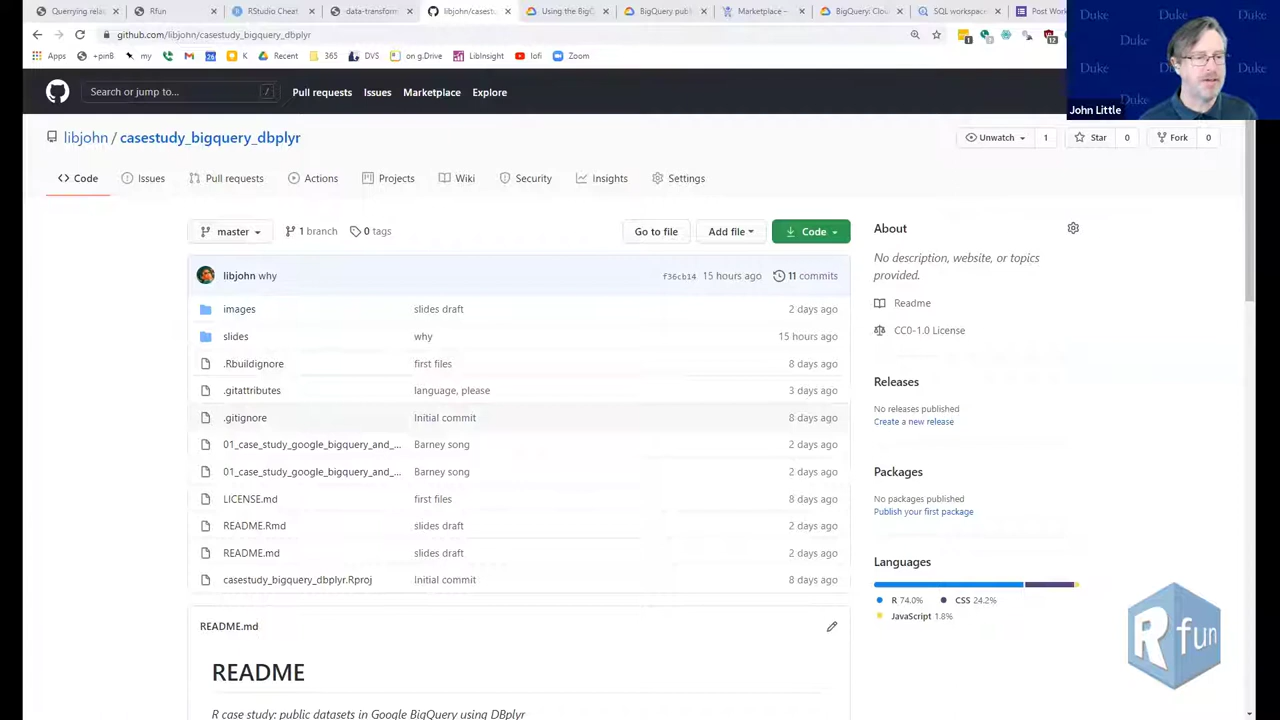 Querying rela
Rfun
RStudio Cheat
data-transform
libjohn/casest
Using the BigQ
BigQuery publ
Marketplace –
BigQuery: Clou
SQL workspace
Post Work
github.com/libjohn/casestudy_bigquery_dbplyr
Apps
+pinB
my
26
K
Recent
365
DVS
on g.Drive
LibInsight
lofi
Zoom
Duke
Duke
Duke
Duke
Duke
John Little
Search or jump to...
/
Pull requests
Issues
Marketplace
Explore
libjohn / casestudy_bigquery_dbplyr
Unwatch
1
Star
0
Fork
0
Code
Issues
Pull requests
Actions
Projects
Wiki
Security
Insights
Settings
master
1 branch
0 tags
Go to file
Add file
Code
libjohn why
f36cb14
15 hours ago
11 commits
images
slides draft
2 days ago
slides
why
15 hours ago
.Rbuildignore
first files
8 days ago
.gitattributes
language, please
3 days ago
.gitignore
Initial commit
8 days ago
01_case_study_google_bigquery_and_...
Barney song
2 days ago
01_case_study_google_bigquery_and_...
Barney song
2 days ago
LICENSE.md
first files
8 days ago
README.Rmd
slides draft
2 days ago
README.md
slides draft
2 days ago
casestudy_bigquery_dbplyr.Rproj
Initial commit
8 days ago
README.md
README
R case study: public datasets in Google BigQuery using DBplyr
About
No description, website, or topics
provided.
Readme
CC0-1.0 License
Releases
No releases published
Create a new release
Packages
No packages published
Publish your first package
Languages
R 74.0%
CSS 24.2%
JavaScript 1.8%
R fun